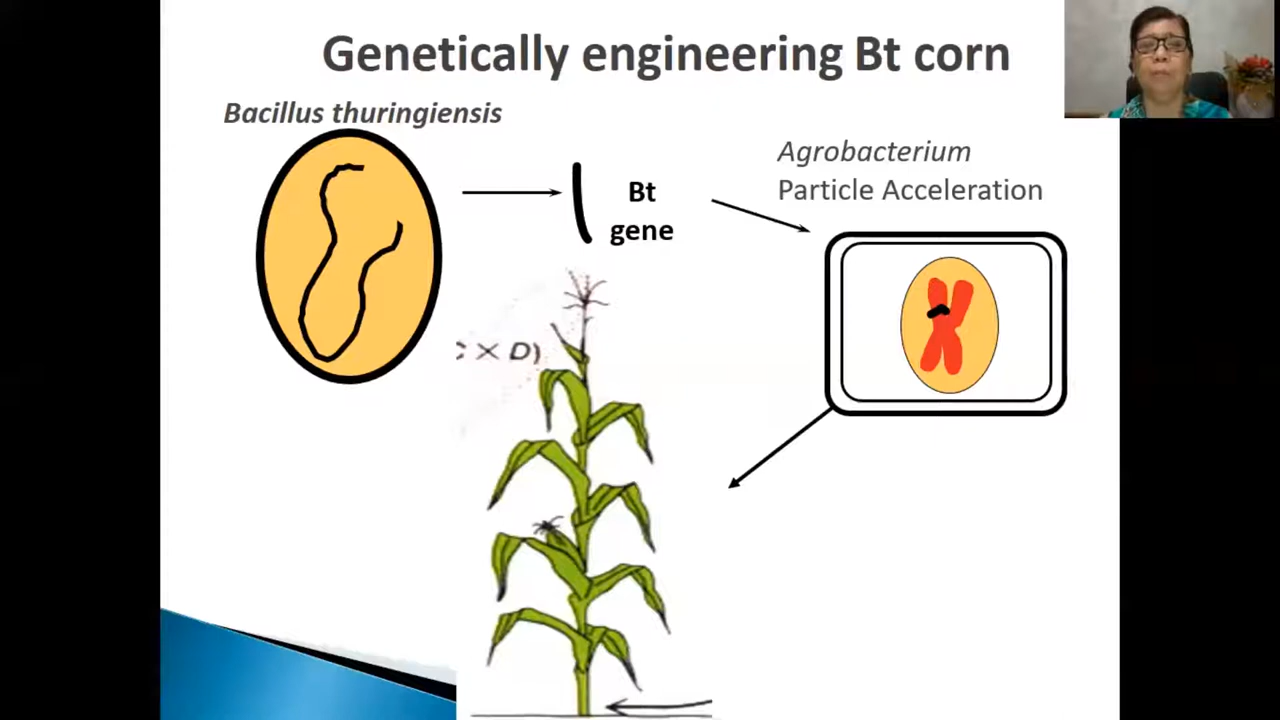 Genetically engineering Bt corn
Bacillus thuringiensis
Agrobacterium
Particle Acceleration
Bt
gene
X D)